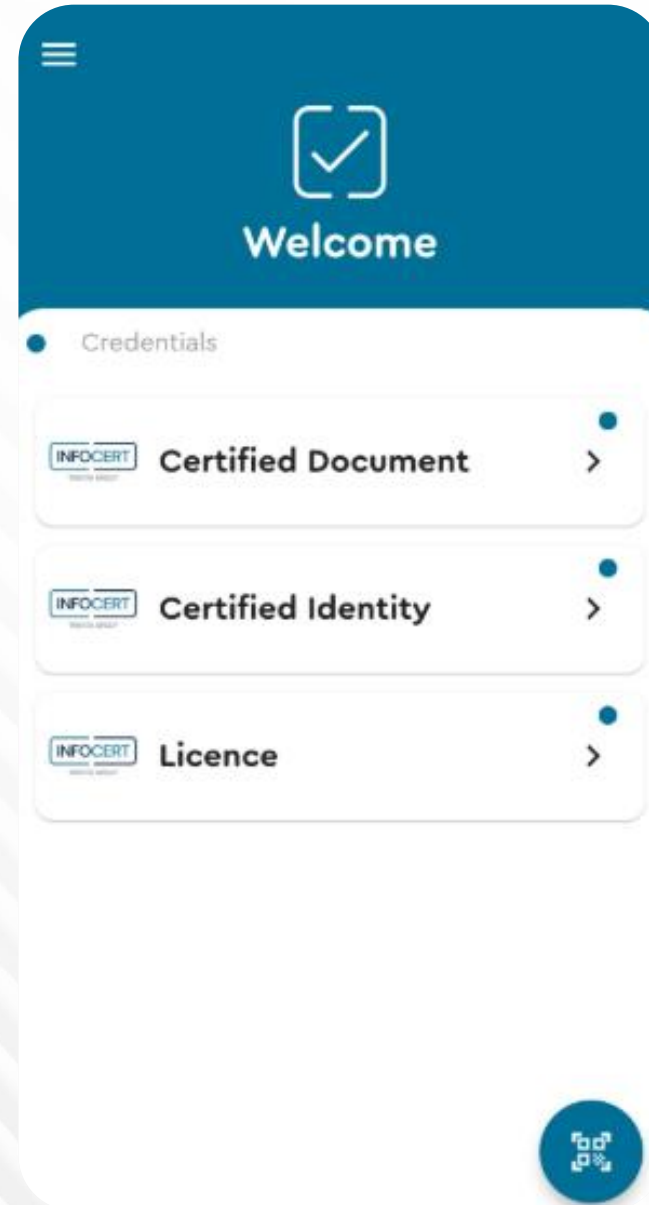 Welcome
Credentials
INFOCERT
Certified Document
INFOCERT
Certified Identity
INFOCERT
Licence